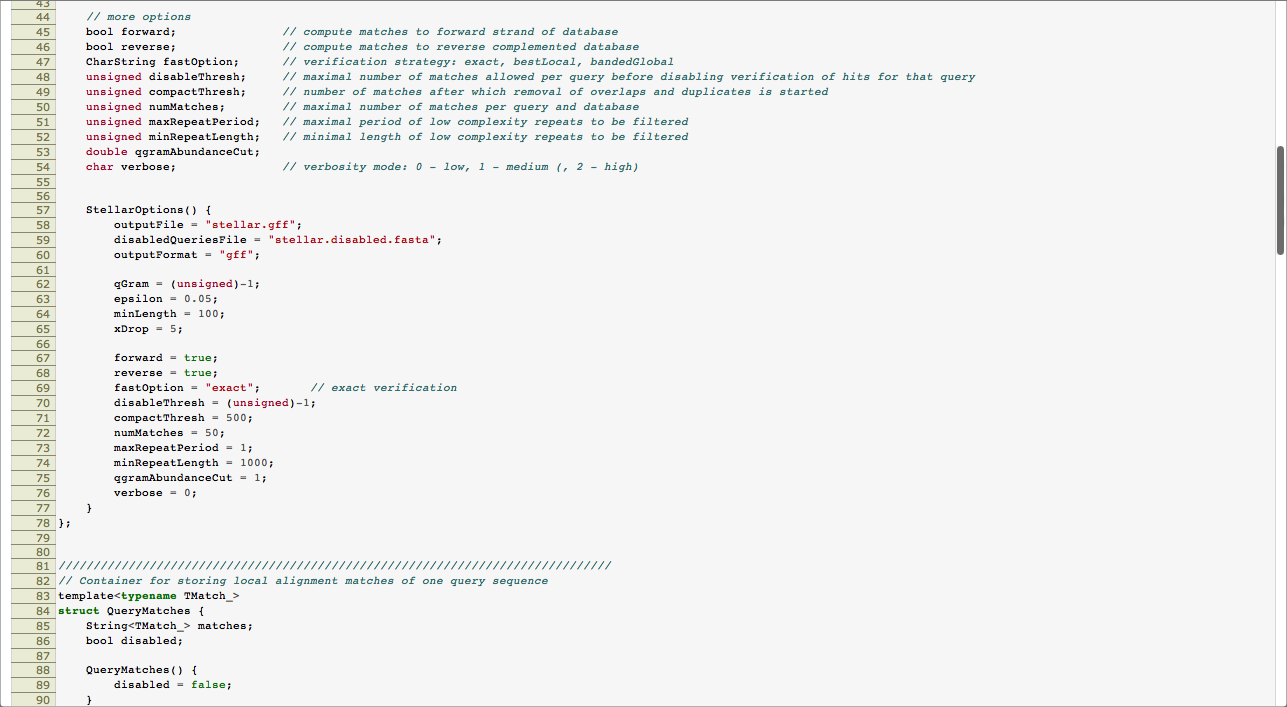 43
44 // more options
45 bool forward; // compute matches to forward strand of database
46 bool reverse; // compute matches to reverse complemented database
47 CharString fastOption; // verification strategy: exact, bestLocal, bandedGlobal
48 unsigned disableThresh; // maximal number of matches allowed per query before disabling verification of hits for that query
49 unsigned compactThresh; // number of matches after which removal of overlaps and duplicates is started
50 unsigned numMatches; // maximal number of matches per query and database
51 unsigned maxRepeatPeriod; // maximal period of low complexity repeats to be filtered
52 unsigned minRepeatLength; // minimal length of low complexity repeats to be filtered
53 double qgramAbundanceCut;
54 char verbose; // verbosity mode: 0 - low, 1 - medium (, 2 - high)
55
56
57 StellarOptions() {
58 outputFile = "stellar.gff";
59 disabledQueriesFile = "stellar.disabled.fasta";
60 outputFormat = "gff";
61
62 qGram = (unsigned)-1;
63 epsilon = 0.05;
64 minLength = 100;
65 xDrop = 5;
66
67 forward = true;
68 reverse = true;
69 fastOption = "exact"; // exact verification
70 disableThresh = (unsigned)-1;
71 compactThresh = 500;
72 numMatches = 50;
73 maxRepeatPeriod = 1;
74 minRepeatLength = 1000;
75 qgramAbundanceCut = 1;
76 verbose = 0;
77 }
78 };
79
80
81 ///////////////////////////////////////////////////////////////////////////////
82 // Container for storing local alignment matches of one query sequence
83 template<typename TMatch_>
84 struct QueryMatches {
85 String<TMatch_> matches;
86 bool disabled;
87
88 QueryMatches() {
89 disabled = false;
90 }